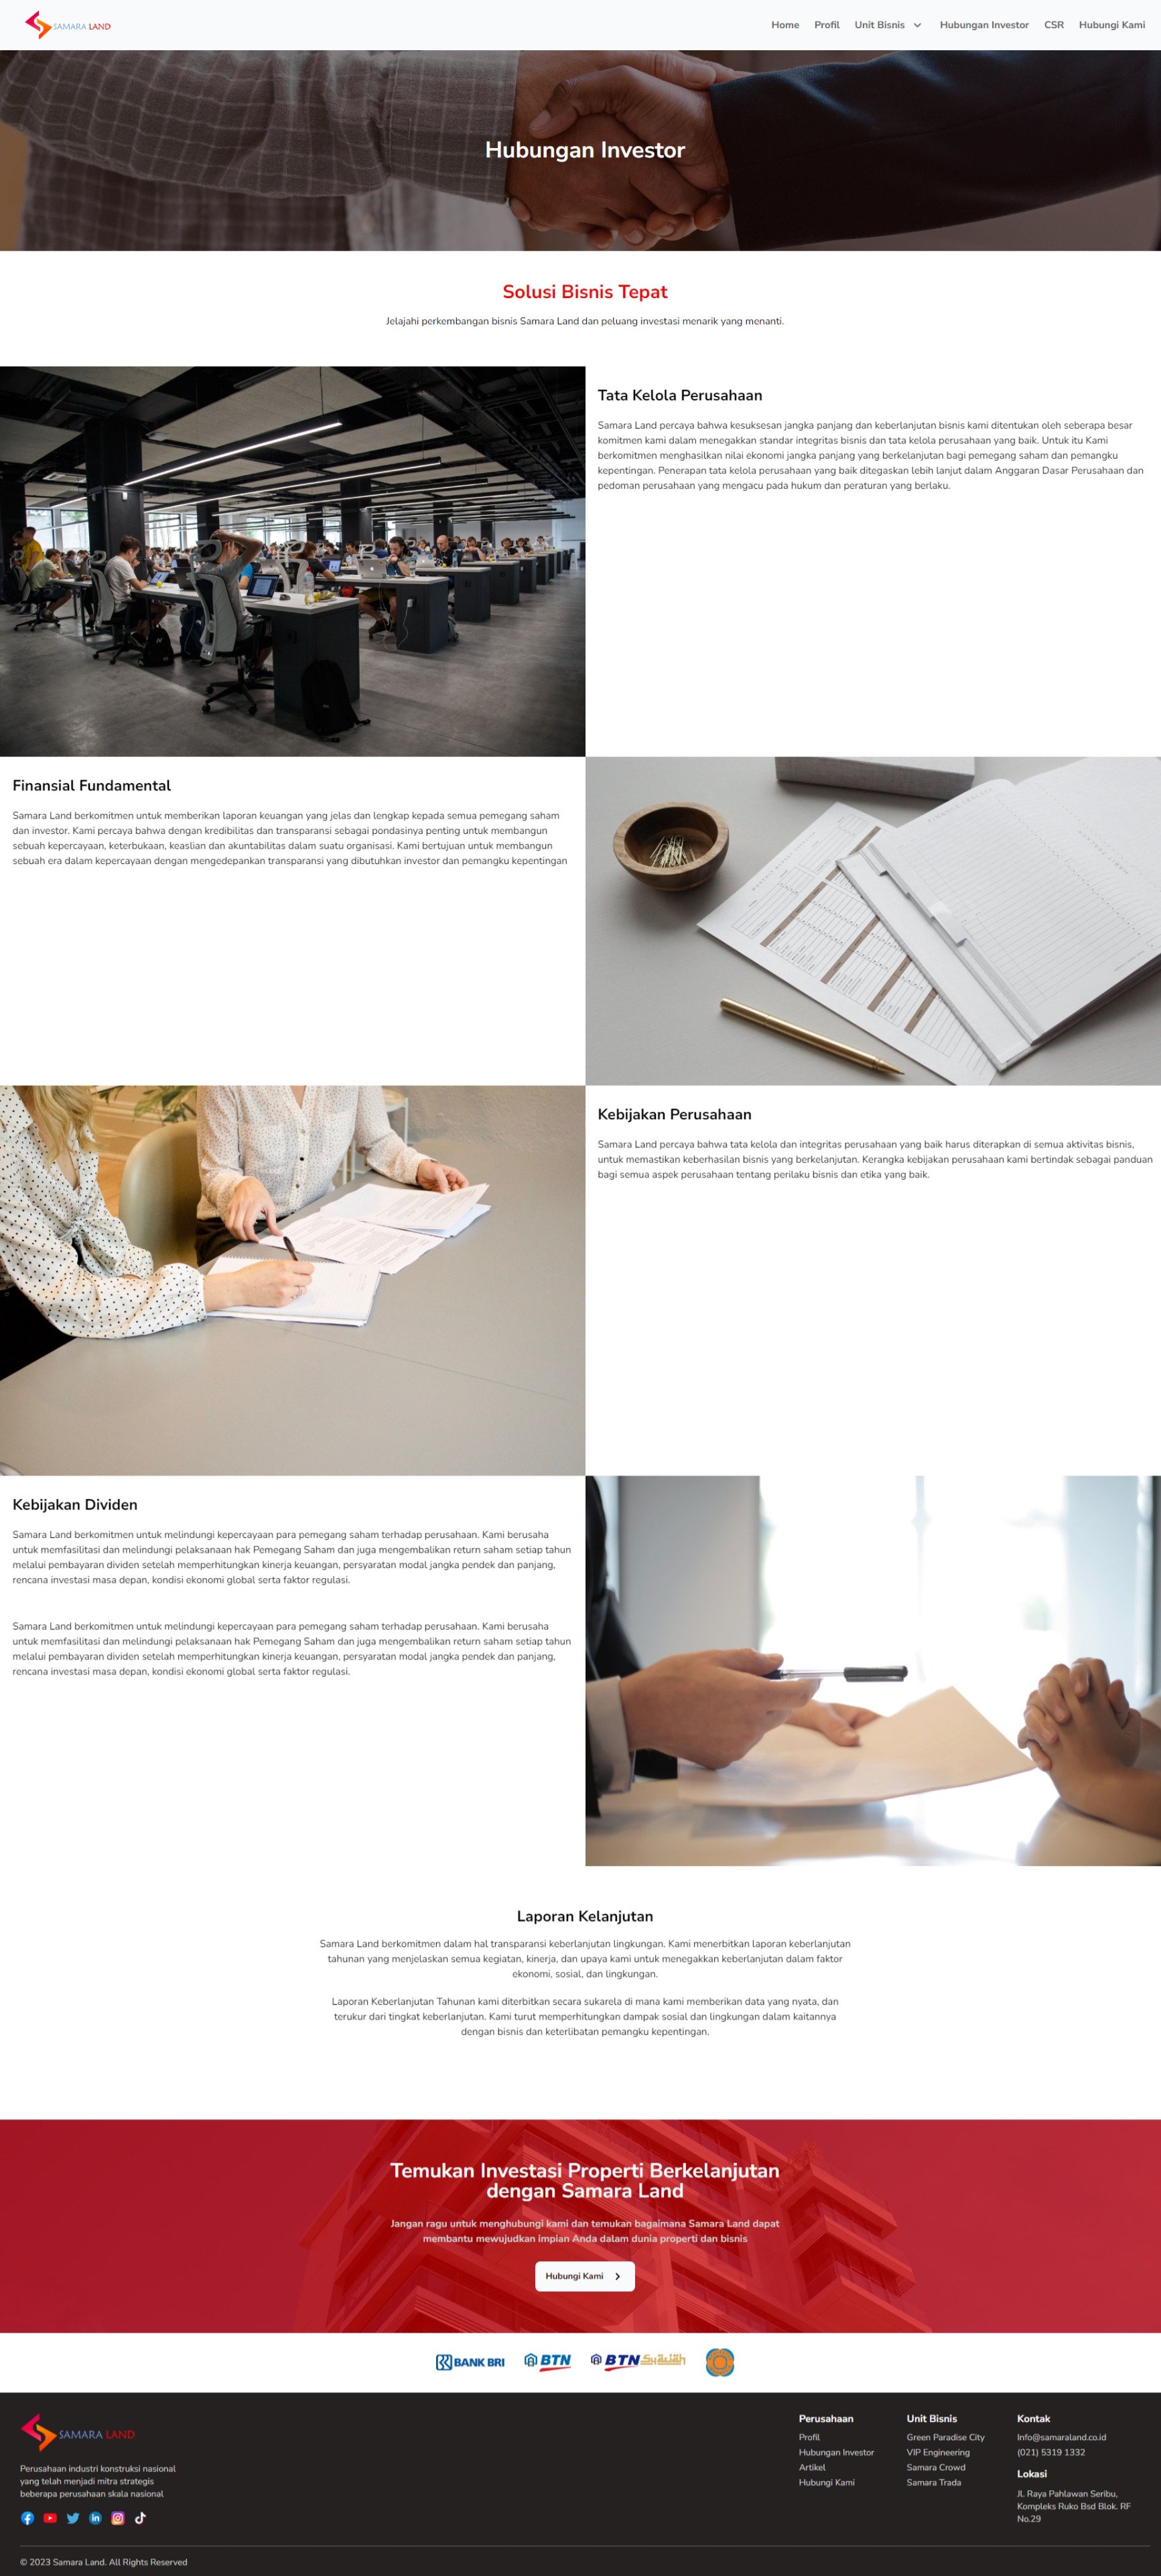 SAMARA LAND
Home Profil Unit Bisnis Hubungan Investor CSR Hubungi Kami
Hubungan Investor
Solusi Bisnis Tepat
Jelajahi perkembangan bisnis Samara Land dan peluang investasi menarik yang menanti.
Tata Kelola Perusahaan
Samara Land percaya bahwa kesuksesan jangka panjang dan keberlanjutan bisnis kami ditentukan oleh seberapa besar
komitmen kami dalam menegakkan standar integritas bisnis dan tata kelola perusahaan yang baik. Untuk itu Kami
berkomitmen menghasilkan nilai ekonomi jangka panjang yang berkelanjutan bagi pemegang saham dan pemangku
kepentingan. Penerapan tata kelola perusahaan yang baik ditegaskan lebih lanjut dalam Anggaran Dasar Perusahaan dan
pedoman perusahaan yang mengacu pada hukum dan peraturan yang berlaku.
Finansial Fundamental
Samara Land berkomitmen untuk memberikan laporan keuangan yang jelas dan lengkap kepada semua pemegang saham
dan investor. Kami percaya bahwa dengan kredibilitas dan transparansi sebagai pondasinya penting untuk membangun
sebuah kepercayaan, keterbukaan, keaslian dan akuntabilitas dalam suatu organisasi. Kami bertujuan untuk membangun
sebuah era dalam kepercayaan dengan mengedepankan transparansi yang dibutuhkan investor dan pemangku kepentingan
Kebijakan Perusahaan
Samara Land percaya bahwa tata kelola dan integritas perusahaan yang baik harus diterapkan di semua aktivitas bisnis,
untuk memastikan keberhasilan bisnis yang berkelanjutan. Kerangka kebijakan perusahaan kami bertindak sebagai panduan
bagi semua aspek perusahaan tentang perilaku bisnis dan etika yang baik.
Kebijakan Dividen
Samara Land berkomitmen untuk melindungi kepercayaan para pemegang saham terhadap perusahaan. Kami berusaha
untuk memfasilitasi dan melindungi pelaksanaan hak Pemegang Saham dan juga mengembalikan return saham setiap tahun
melalui pembayaran dividen setelah memperhitungkan kinerja keuangan, persyaratan modal jangka pendek dan panjang,
rencana investasi masa depan, kondisi ekonomi global serta faktor regulasi.
Samara Land berkomitmen untuk melindungi kepercayaan para pemegang saham terhadap perusahaan. Kami berusaha
untuk memfasilitasi dan melindungi pelaksanaan hak Pemegang Saham dan juga mengembalikan return saham setiap tahun
melalui pembayaran dividen setelah memperhitungkan kinerja keuangan, persyaratan modal jangka pendek dan panjang,
rencana investasi masa depan, kondisi ekonomi global serta faktor regulasi.
Laporan Kelanjutan
Samara Land berkomitmen dalam hal transparansi keberlanjutan lingkungan. Kami menerbitkan laporan keberlanjutan
tahunan yang menjelaskan semua kegiatan, kinerja, dan upaya kami untuk menegakkan keberlanjutan dalam faktor
ekonomi, sosial, dan lingkungan.
Laporan Keberlanjutan Tahunan kami diterbitkan secara sukarela di mana kami memberikan data yang nyata, dan
terukur dari tingkat keberlanjutan. Kami turut memperhitungkan dampak sosial dan lingkungan dalam kaitannya
dengan bisnis dan keterlibatan pemangku kepentingan.
Temukan Investasi Properti Berkelanjutan
dengan Samara Land
Jangan ragu untuk menghubungi kami dan temukan bagaimana Samara Land dapat
membantu mewujudkan impian Anda dalam dunia properti dan bisnis
Hubungi Kami
BANK BRI BTN BTN Syariah
SAMARA LAND
Perusahaan industri konstruksi nasional
yang telah menjadi mitra strategis
beberapa perusahaan skala nasional
Perusahaan
Profil
Hubungan Investor
Artikel
Hubungi Kami
Unit Bisnis
Green Paradise City
VIP Engineering
Samara Crowd
Samara Trada
Kontak
Info@samaraland.co.id
(021) 5319 1332
Lokasi
Jl. Raya Pahlawan Seribu,
Kompleks Ruko Bsd Blok. RF
No.29
© 2023 Samara Land. All Rights Reserved